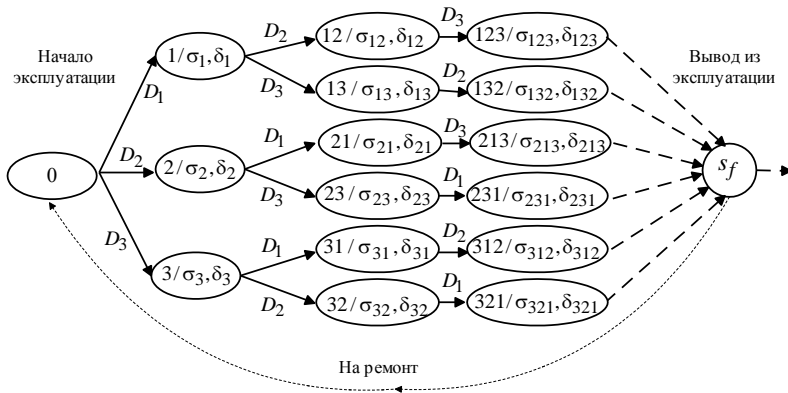 Начало
эксплуатации
Вывод из
эксплуатации
0
D₁
D₂
D₃
1/σ₁,δ₁
2/σ₂,δ₂
3/σ₃,δ₃
D₂
D₃
D₁
D₃
D₁
D₂
12/σ₁₂,δ₁₂
13/σ₁₃,δ₁₃
21/σ₂₁,δ₂₁
23/σ₂₃,δ₂₃
31/σ₃₁,δ₃₁
32/σ₃₂,δ₃₂
D₃
D₂
D₃
D₁
D₂
D₁
123/σ₁₂₃,δ₁₂₃
132/σ₁₃₂,δ₁₃₂
213/σ₂₁₃,δ₂₁₃
231/σ₂₃₁,δ₂₃₁
312/σ₃₁₂,δ₃₁₂
321/σ₃₂₁,δ₃₂₁
s_f
На ремонт